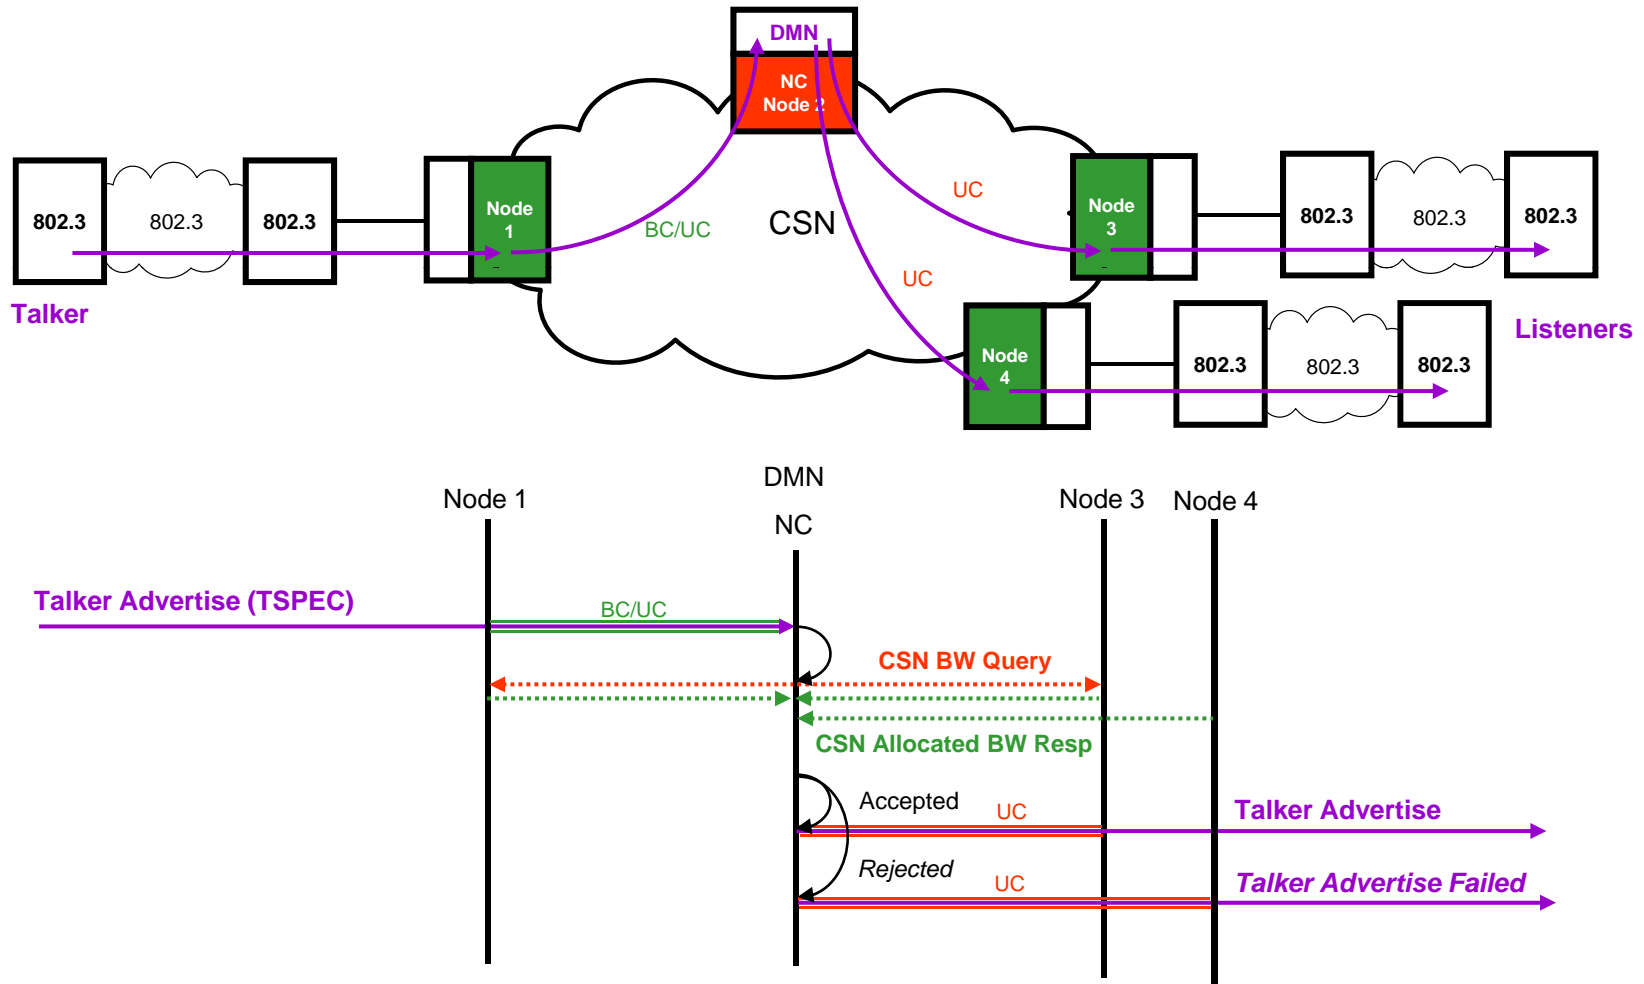 DMN
NC
Node 2
802.3
802.3
802.3
Node
1
BC/UC
CSN
UC
UC
Node
3
802.3
802.3
802.3
Talker
Listeners
Node
4
802.3
802.3
802.3
DMN
Node 1
NC
Node 3
Node 4
Talker Advertise (TSPEC)
BC/UC
CSN BW Query
CSN Allocated BW Resp
Accepted
UC
Talker Advertise
Rejected
UC
Talker Advertise Failed